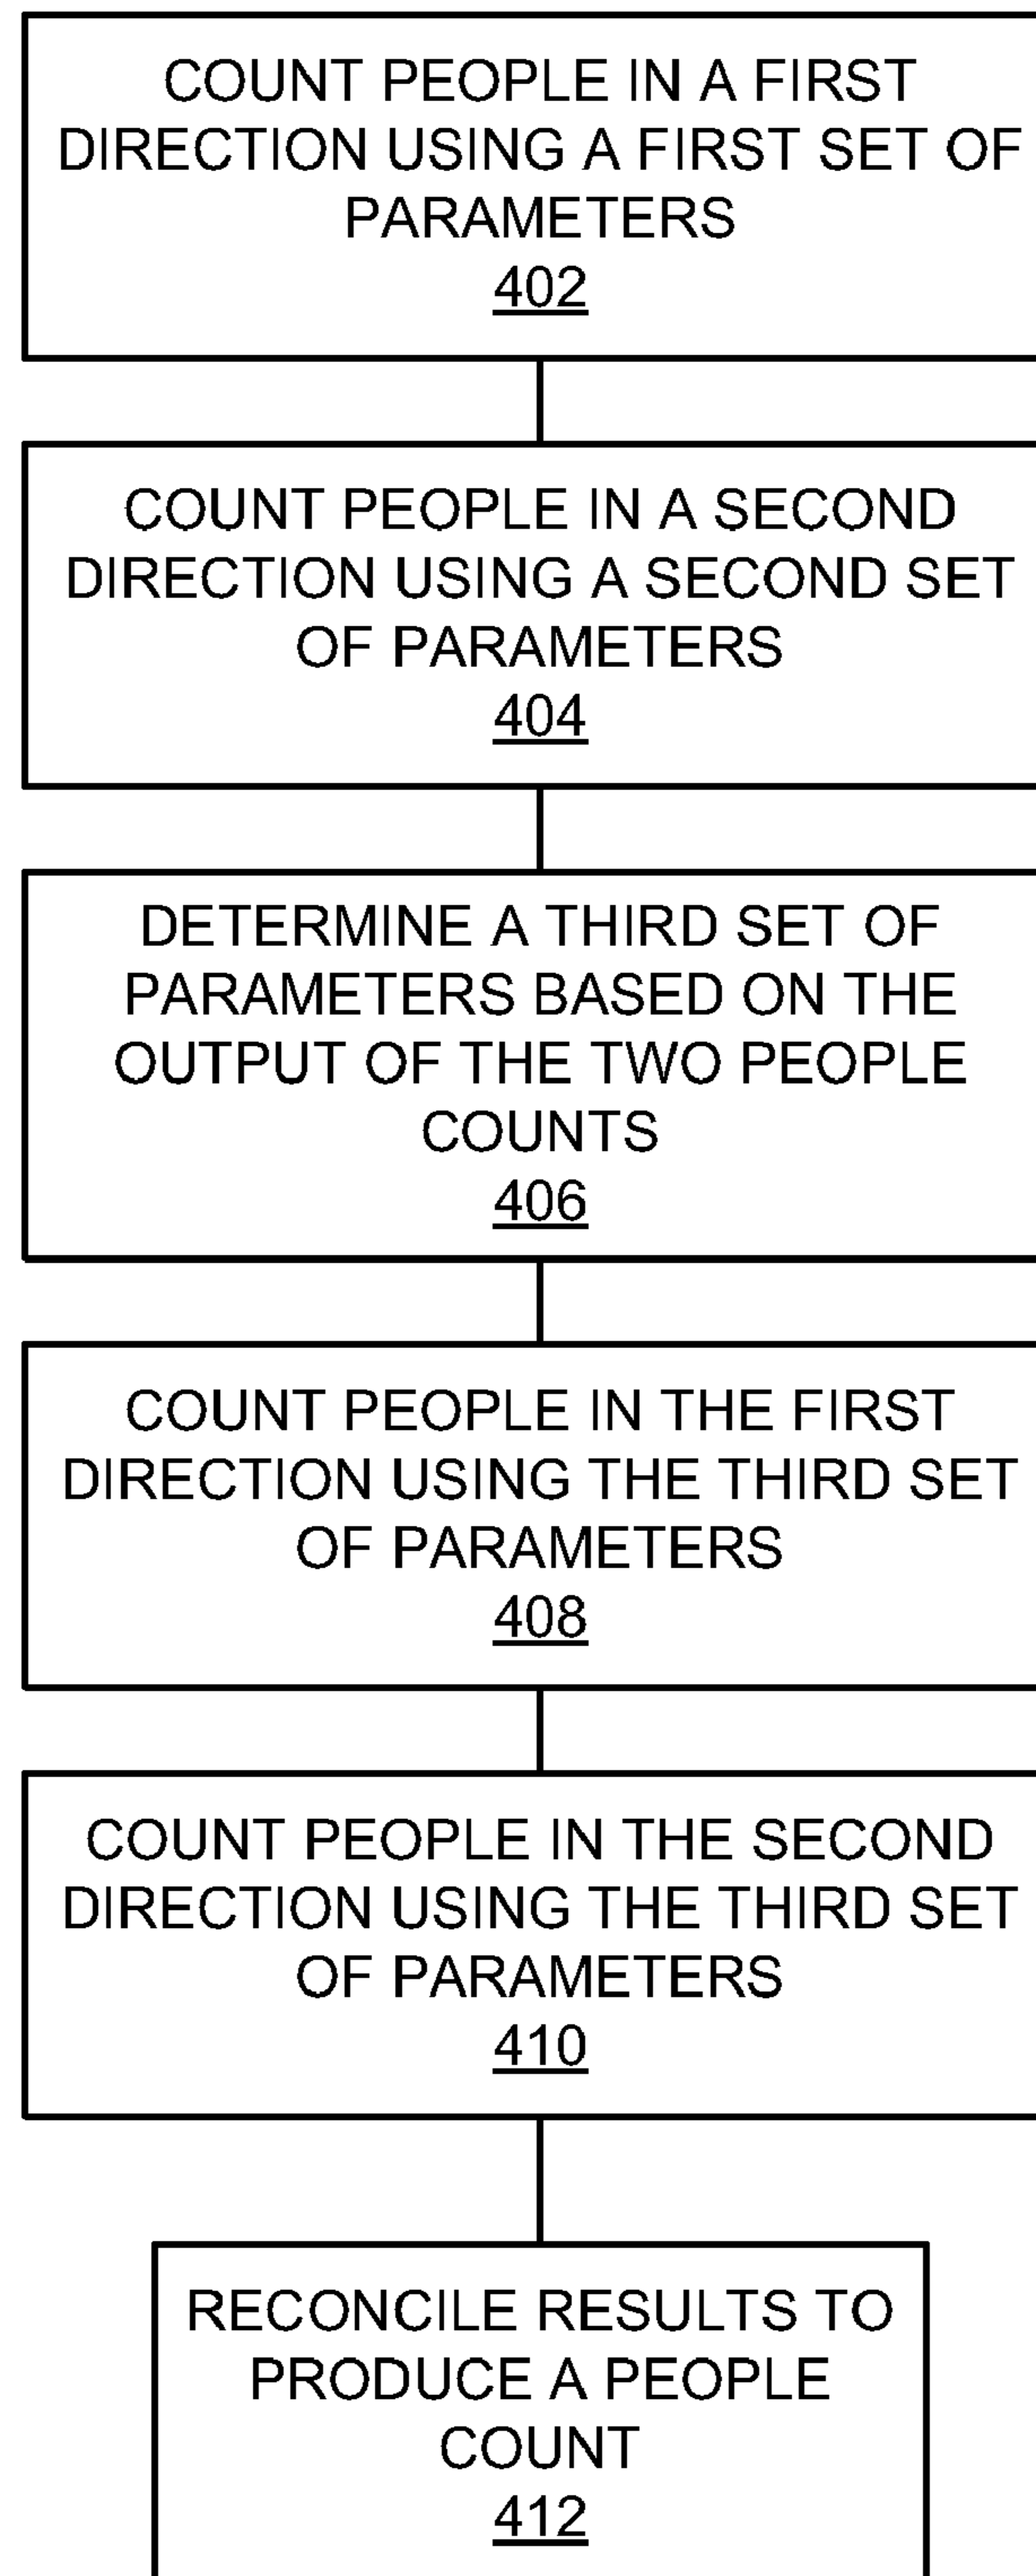 COUNT PEOPLE IN A FIRST
DIRECTION USING A FIRST SET OF
PARAMETERS
402
COUNT PEOPLE IN A SECOND
DIRECTION USING A SECOND SET
OF PARAMETERS
404
DETERMINE A THIRD SET OF
PARAMETERS BASED ON THE
OUTPUT OF THE TWO PEOPLE
COUNTS
406
COUNT PEOPLE IN THE FIRST
DIRECTION USING THE THIRD SET
OF PARAMETERS
408
COUNT PEOPLE IN THE SECOND
DIRECTION USING THE THIRD SET
OF PARAMETERS
410
RECONCILE RESULTS TO
PRODUCE A PEOPLE
COUNT
412